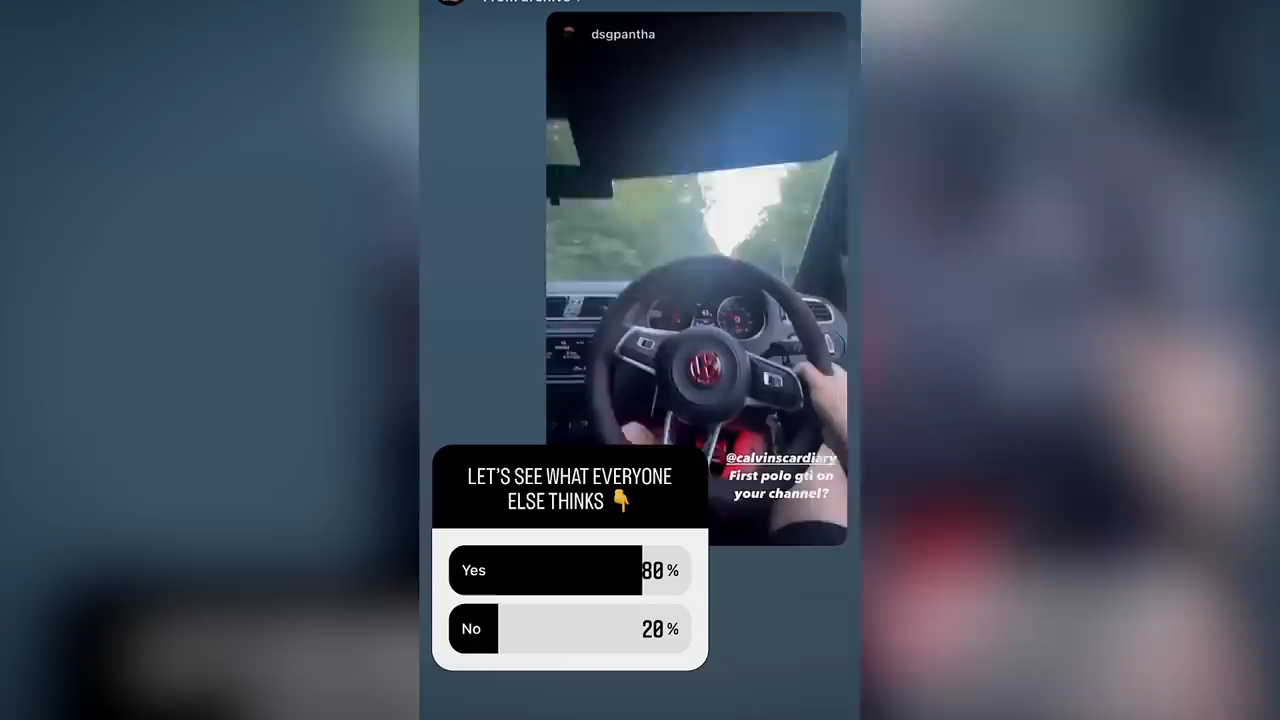 dsgpantha
@calvinscardiary
First polo gti on
your channel?
LET'S SEE WHAT EVERYONE
ELSE THINKS 👇
Yes 80%
No 20%